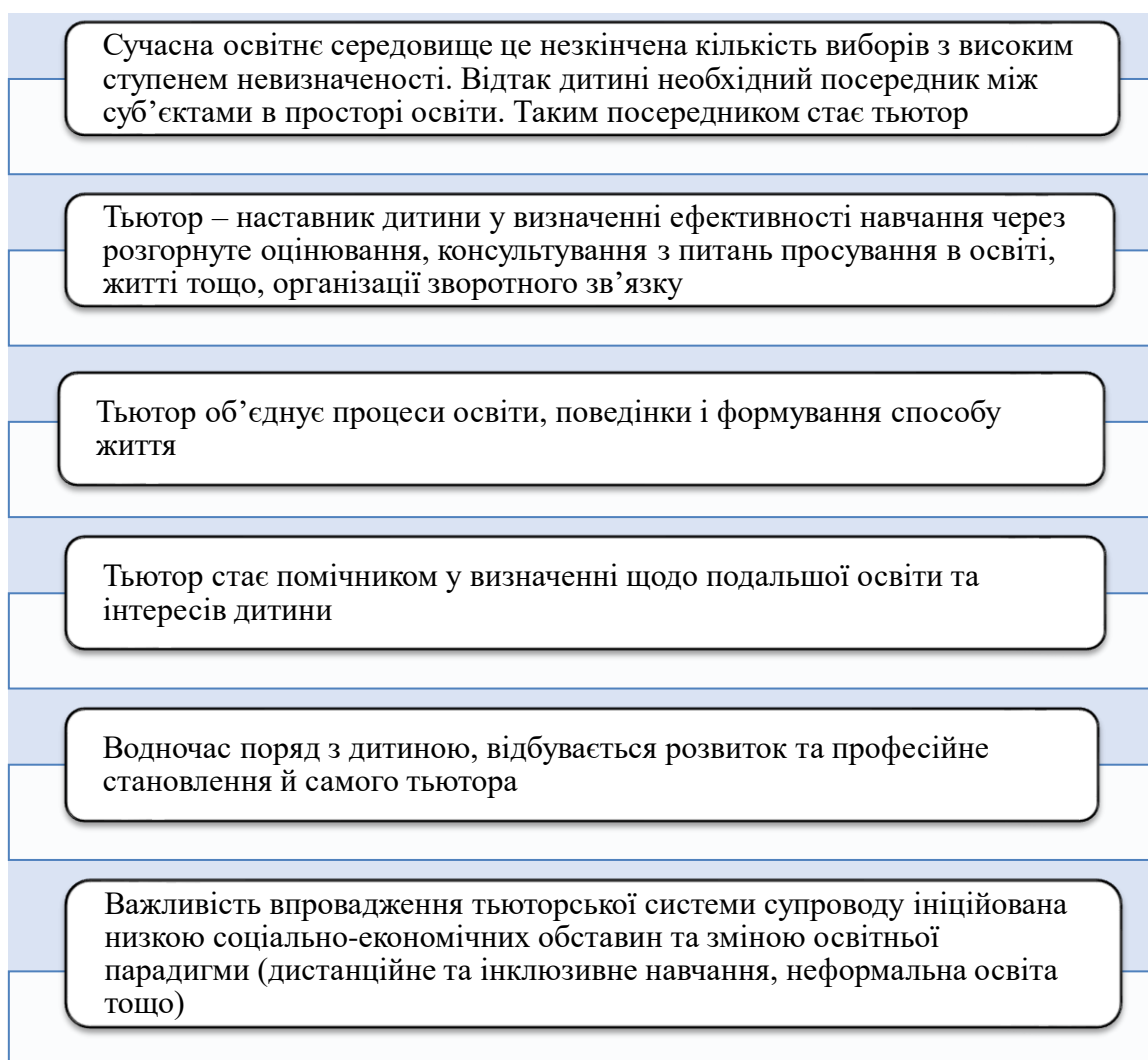 Сучасна освітнє середовище це незкінчена кількість виборів з високим
ступенем невизначеності. Відтак дитині необхідний посередник між
суб’єктами в просторі освіти. Таким посередником стає тьютор
Тьютор – наставник дитини у визначенні ефективності навчання через
розгорнуте оцінювання, консультування з питань просування в освіті,
житті тощо, організації зворотного зв’язку
Тьютор об’єднує процеси освіти, поведінки і формування способу
життя
Тьютор стає помічником у визначенні щодо подальшої освіти та
інтересів дитини
Водночас поряд з дитиною, відбувається розвиток та професійне
становлення й самого тьютора
Важливість впровадження тьюторської системи супроводу ініційована
низкою соціально-економічних обставин та зміною освітньої
парадигми (дистанційне та інклюзивне навчання, неформальна освіта
тощо)